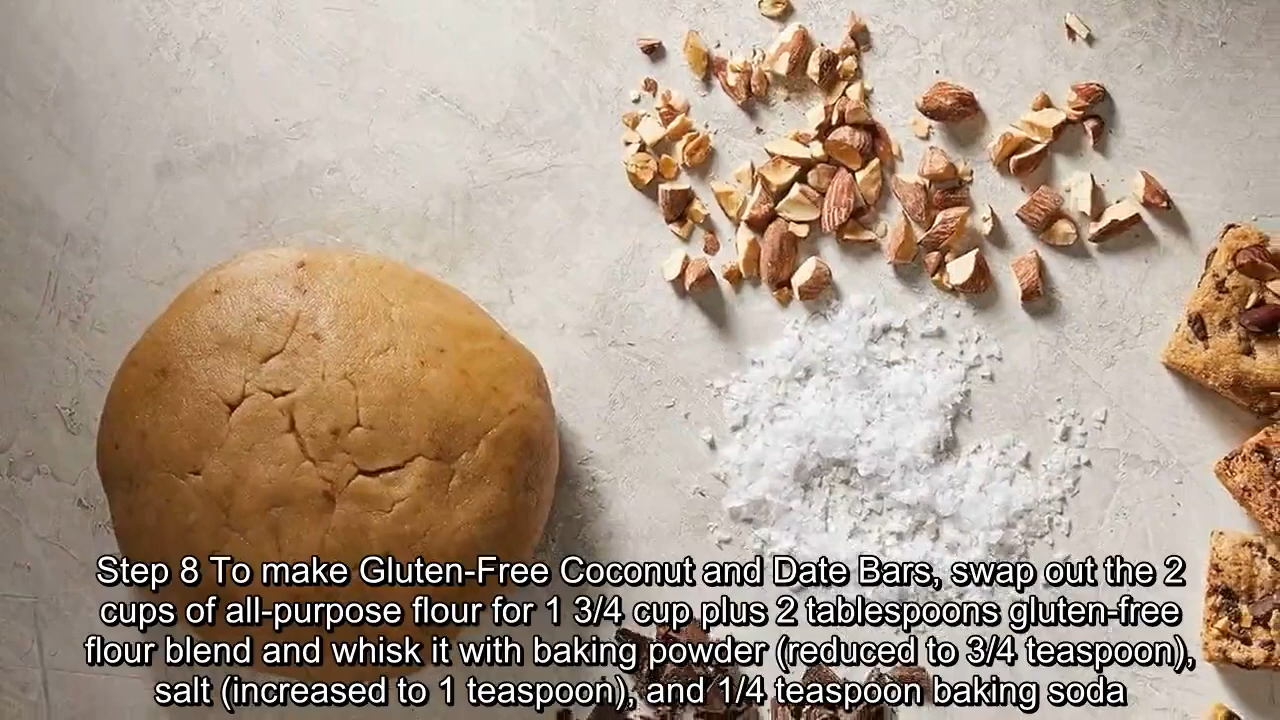 Step 8 To make Gluten-Free Coconut and Date Bars, swap out the 2
cups of all-purpose flour for 1 3/4 cup plus 2 tablespoons gluten-free
flour blend and whisk it with baking powder (reduced to 3/4 teaspoon),
salt (increased to 1 teaspoon), and 1/4 teaspoon baking soda